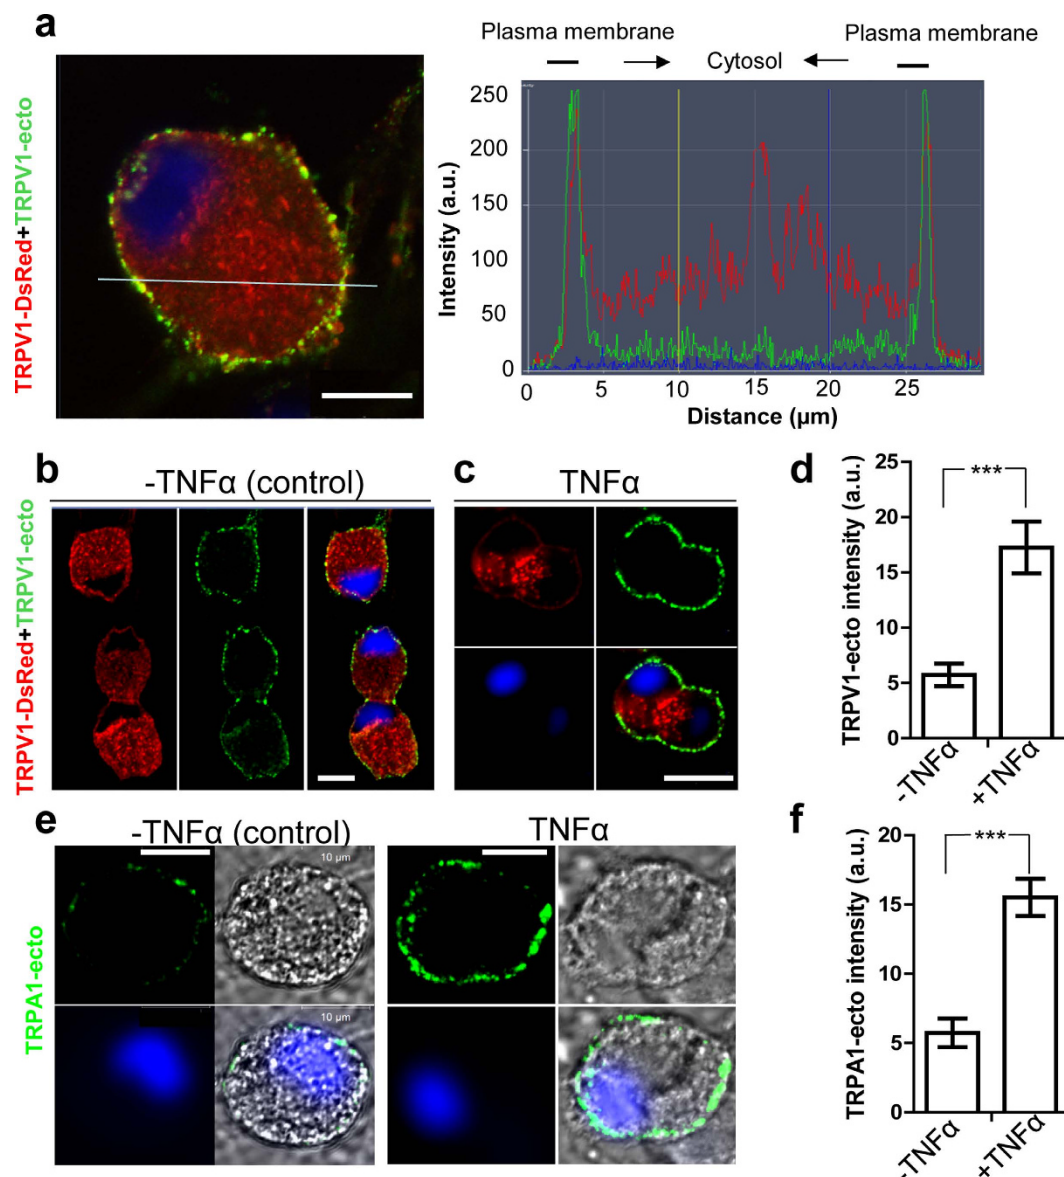 a
TRPV1-DsRed+TRPV1-ecto
Plasma membrane
Cytosol
Plasma membrane
Intensity (a.u.)
250
200
150
100
50
0
0
5
10
15
20
25
Distance (µm)
b
-TNFα (control)
TRPV1-DsRed+TRPV1-ecto
c
TNFα
d
TRPV1-ecto intensity (a.u.)
25
20
15
10
5
0
***
-TNFα
+TNFα
e
-TNFα (control)
TNFα
TRPA1-ecto
10 µm
10 µm
f
TRPA1-ecto intensity (a.u.)
20
15
10
5
0
***
-TNFα
+TNFα